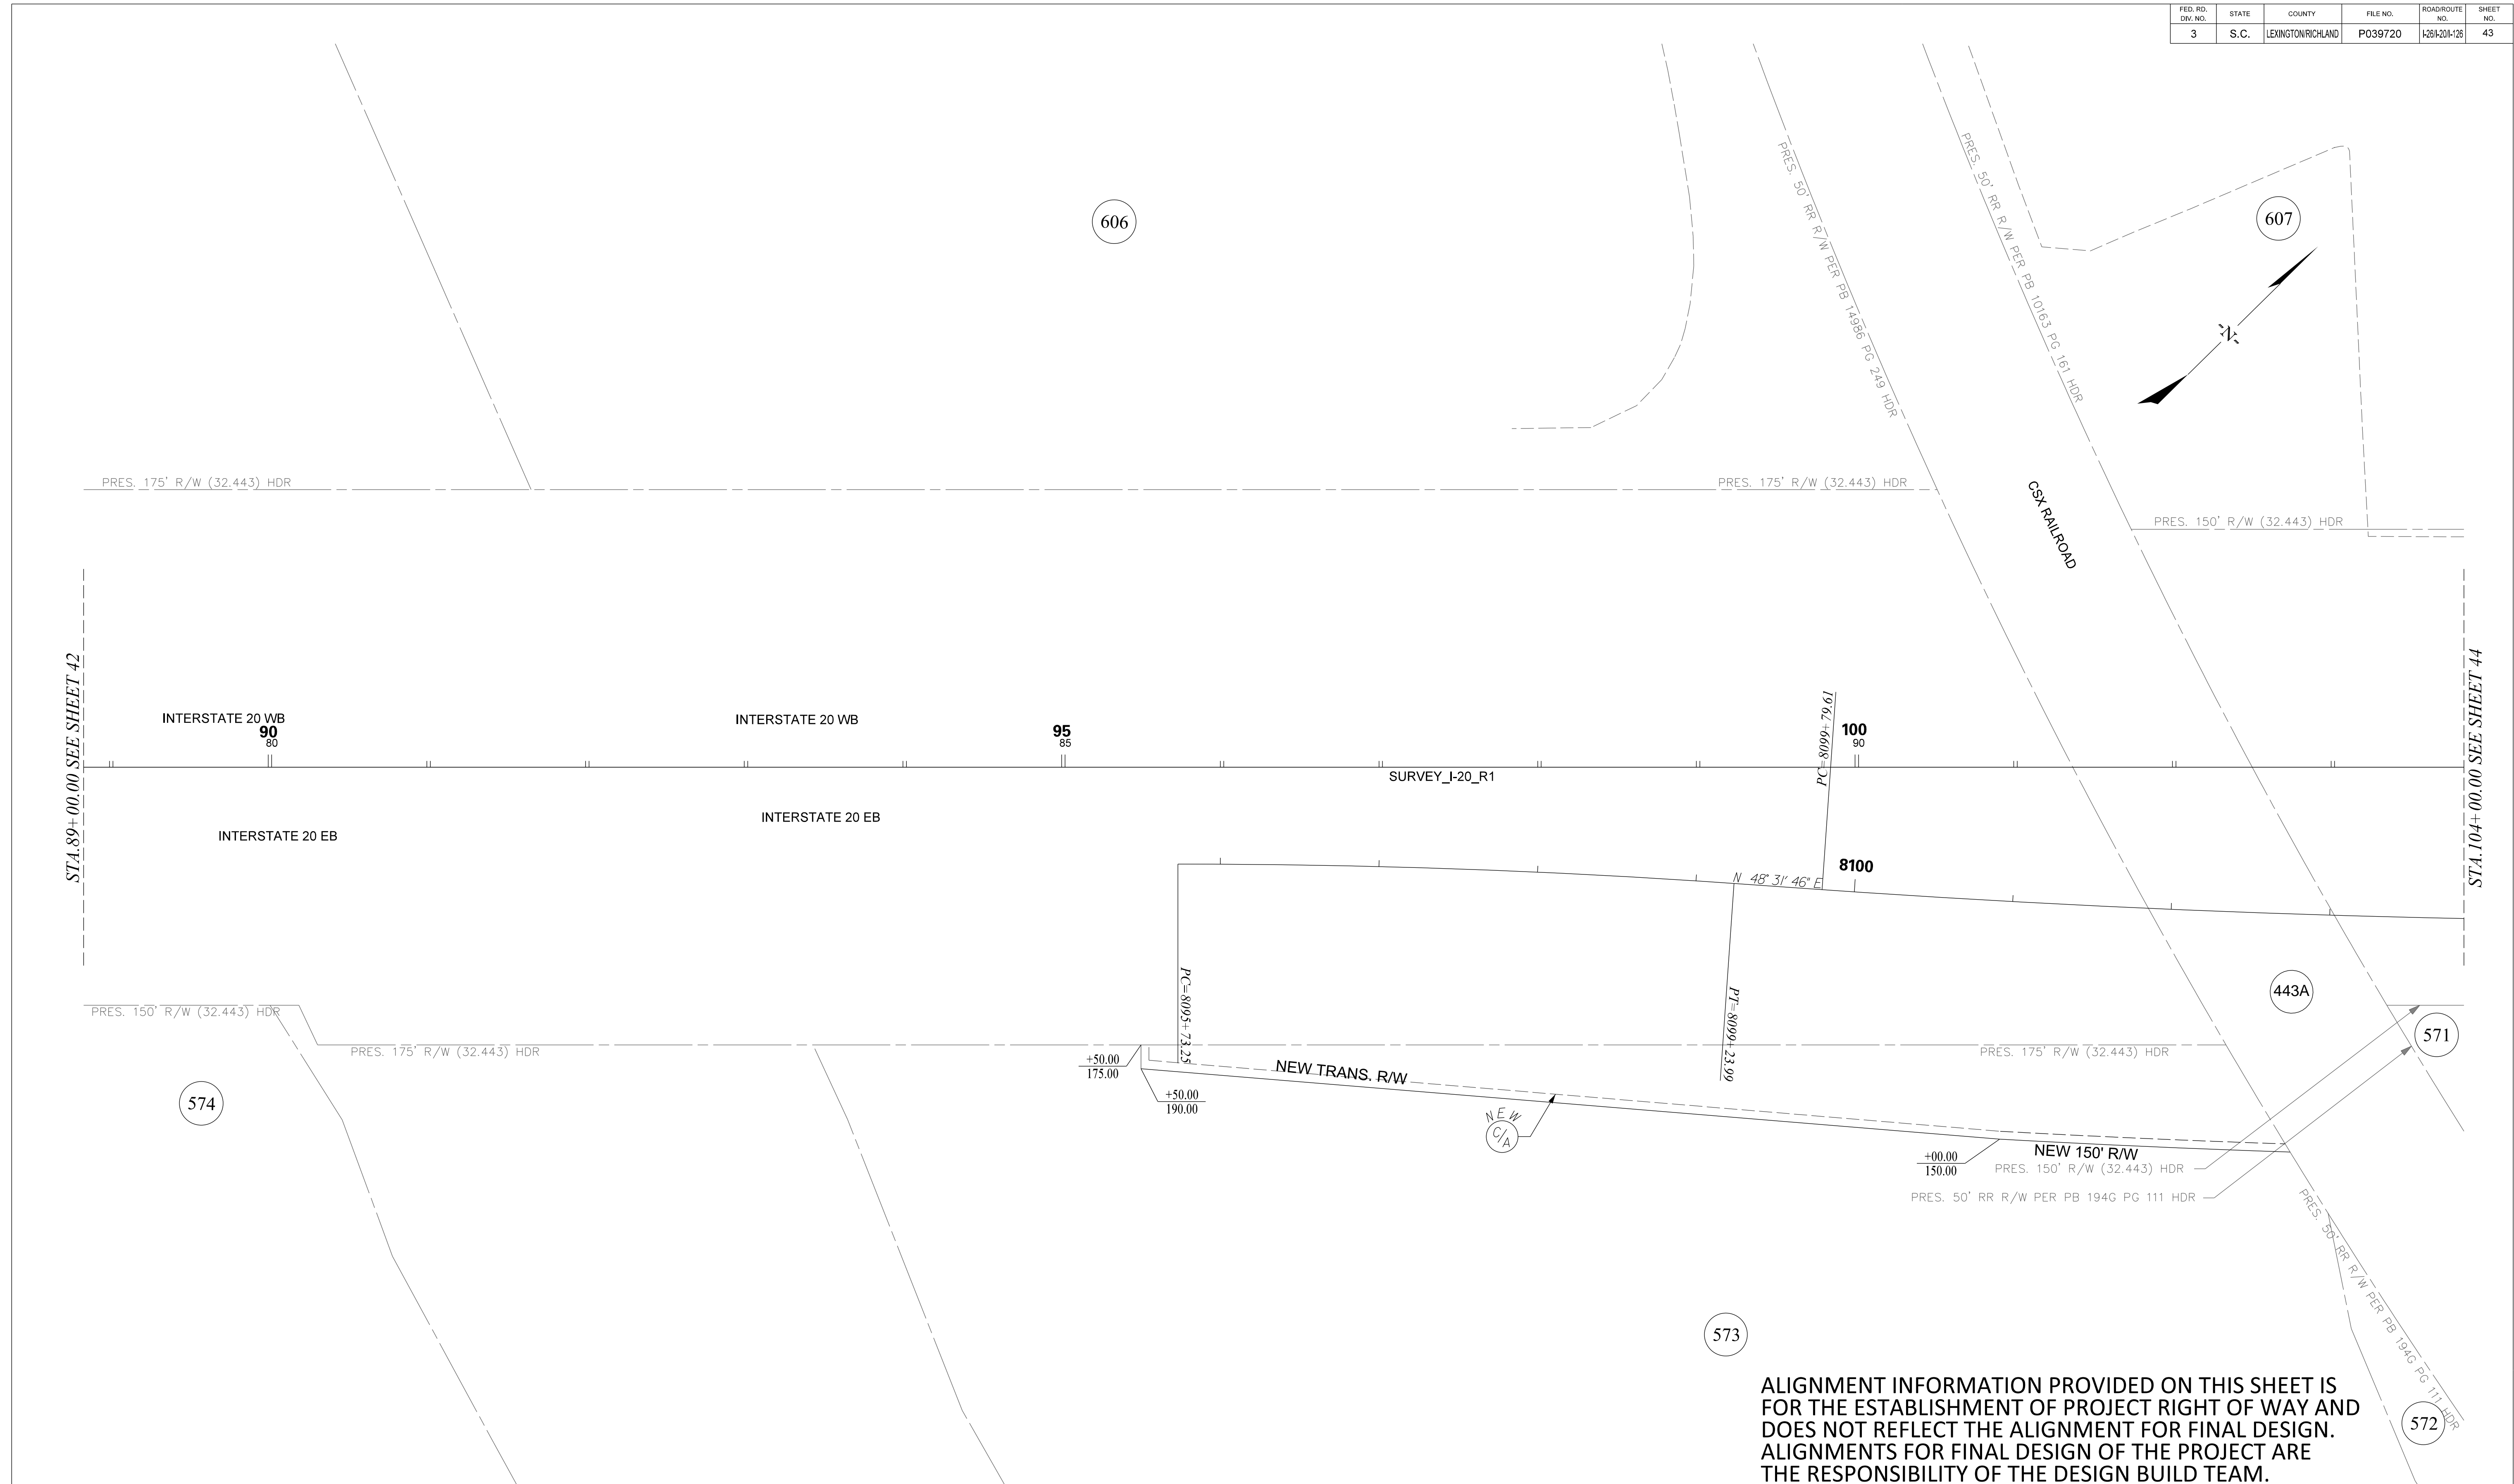 FED. RD. DIV. NO.
STATE
COUNTY
FILE NO.
ROAD/ROUTE NO.
SHEET NO.
3
S.C.
LEXINGTON/RICHLAND
P039720
I-26/I-20/I-126
43
606
607
PRES. 50' RR R/W PER PB 14986 PG 249 HDR
PRES. 50' RR R/W PER PB 10163 PG 161 HDR
-N-
PRES. 175' R/W (32.443) HDR
PRES. 175' R/W (32.443) HDR
CSX RAILROAD
PRES. 150' R/W (32.443) HDR
STA.89+00.00 SEE SHEET 42
STA.104+00.00 SEE SHEET 44
INTERSTATE 20 WB
90
80
INTERSTATE 20 WB
95
85
PC=8099+79.61
100
90
SURVEY_I-20_R1
INTERSTATE 20 EB
INTERSTATE 20 EB
8100
N 48° 31' 46" E
PC=8095+73.25
PT=8099+23.99
443A
571
PRES. 150' R/W (32.443) HDR
PRES. 175' R/W (32.443) HDR
PRES. 175' R/W (32.443) HDR
+50.00
175.00
+50.00
190.00
NEW TRANS. R/W
574
NEW
C/A
+00.00
150.00
NEW 150' R/W
PRES. 150' R/W (32.443) HDR
PRES. 50' RR R/W PER PB 194G PG 111 HDR
PRES. 50' RR R/W PER PB 194G PG 111 HDR
573
572
ALIGNMENT INFORMATION PROVIDED ON THIS SHEET IS
FOR THE ESTABLISHMENT OF PROJECT RIGHT OF WAY AND
DOES NOT REFLECT THE ALIGNMENT FOR FINAL DESIGN.
ALIGNMENTS FOR FINAL DESIGN OF THE PROJECT ARE
THE RESPONSIBILITY OF THE DESIGN BUILD TEAM.